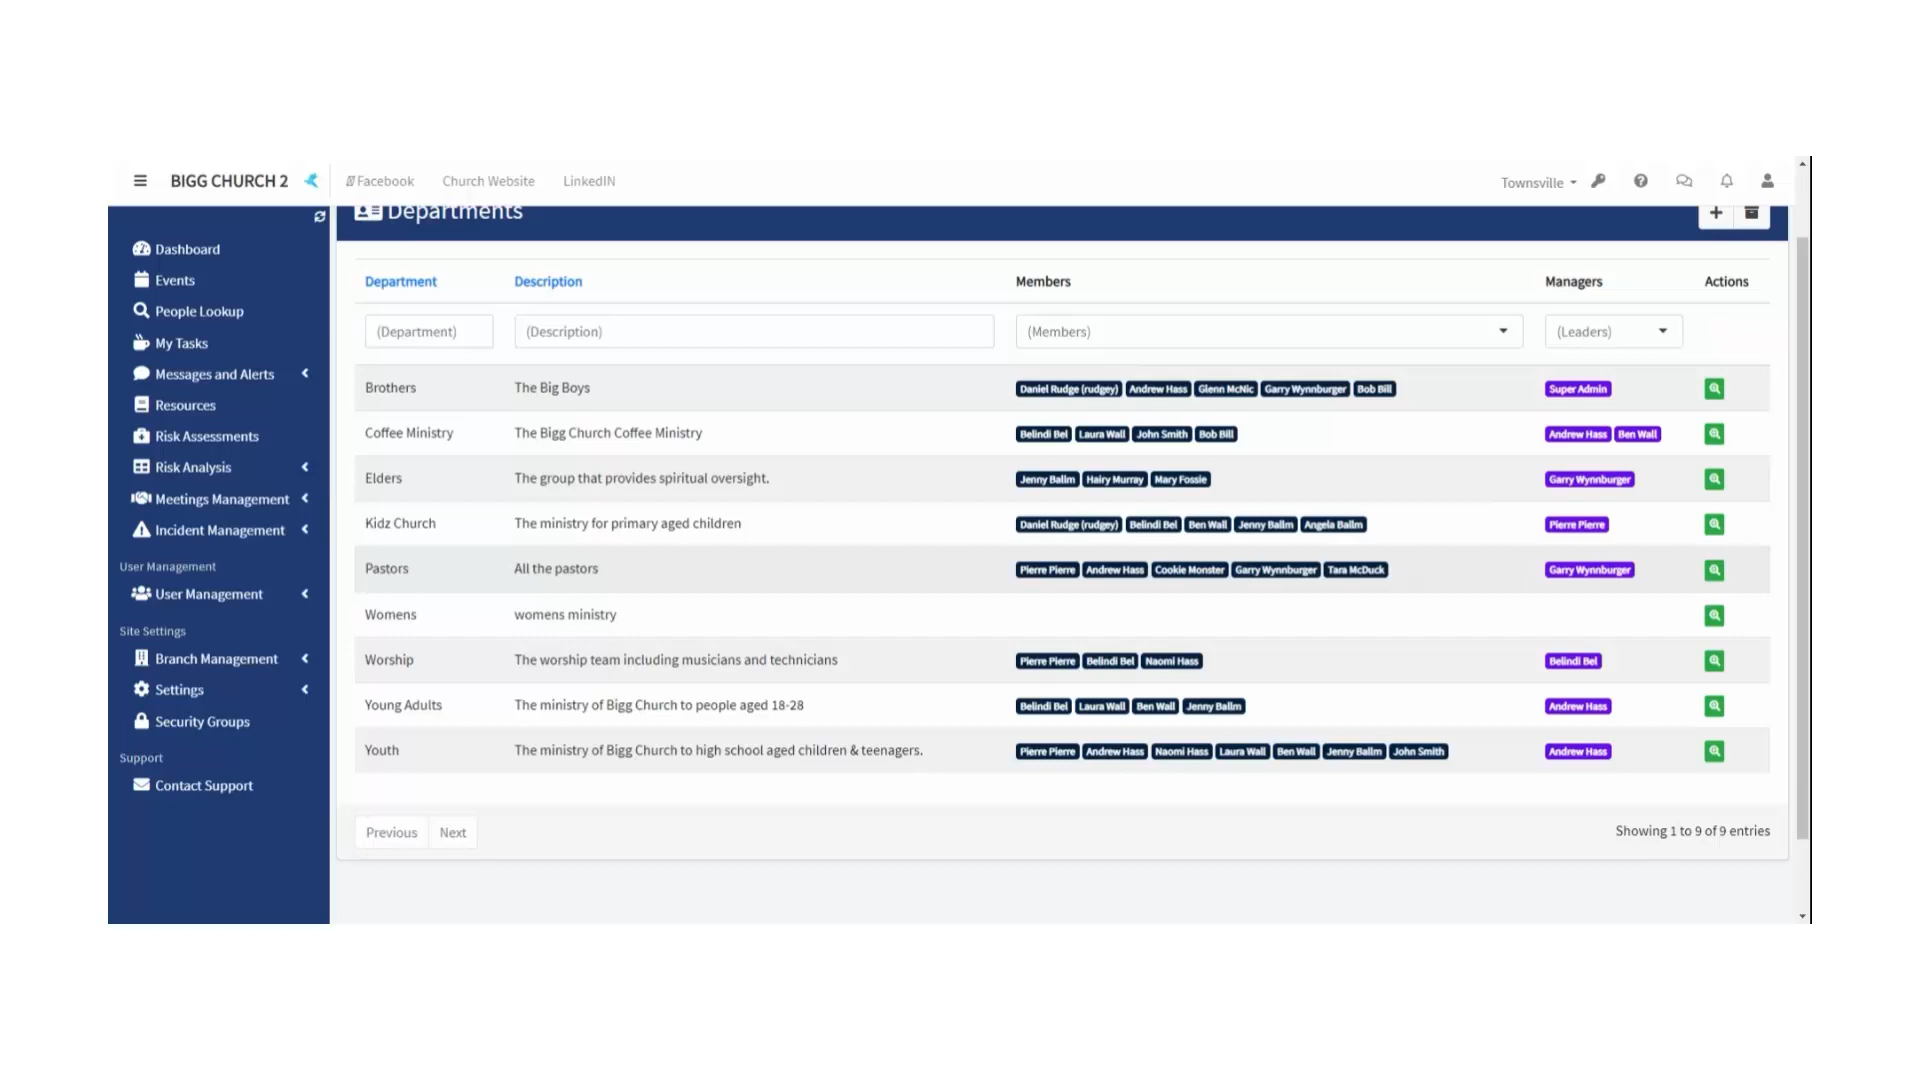 BIGG CHURCH 2 Facebook Church Website LinkedIN Townsville
Departments
Dashboard
Events
People Lookup
My Tasks
Messages and Alerts
Resources
Risk Assessments
Risk Analysis
Meetings Management
Incident Management
User Management
User Management
Site Settings
Branch Management
Settings
Security Groups
Support
Contact Support
Department Description Members Managers Actions
(Department) (Description) (Members) (Leaders)
Brothers The Big Boys Daniel Rudge (rudgey) Andrew Hass Glenn McNic Garry Wynnburger Bob Bill Super Admin
Coffee Ministry The Bigg Church Coffee Ministry Belindi Bel Laura Wall John Smith Bob Bill Andrew Hass Ben Wall
Elders The group that provides spiritual oversight. Jenny Ballm Hairy Murray Mary Fossie Garry Wynnburger
Kidz Church The ministry for primary aged children Daniel Rudge (rudgey) Belindi Bel Ben Wall Jenny Ballm Angela Ballm Pierre Pierre
Pastors All the pastors Pierre Pierre Andrew Hass Cookie Monster Garry Wynnburger Tara McDuck Garry Wynnburger
Womens womens ministry
Worship The worship team including musicians and technicians Pierre Pierre Belindi Bel Naomi Hass Belindi Bel
Young Adults The ministry of Bigg Church to people aged 18-28 Belindi Bel Laura Wall Ben Wall Jenny Ballm Andrew Hass
Youth The ministry of Bigg Church to high school aged children & teenagers. Pierre Pierre Andrew Hass Naomi Hass Laura Wall Ben Wall Jenny Ballm John Smith Andrew Hass
Previous Next Showing 1 to 9 of 9 entries